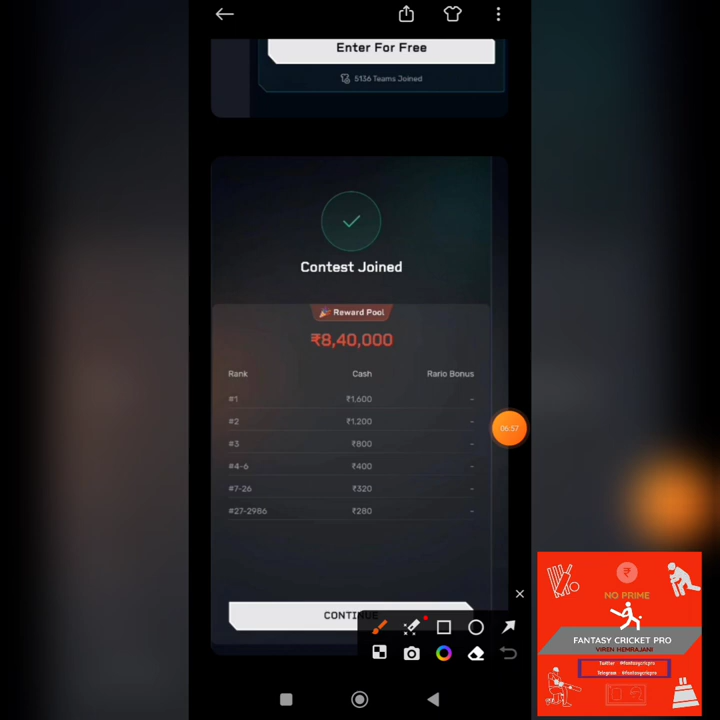 Enter For Free
5136 Teams Joined
Contest Joined
Reward Pool
₹8,40,000
Rank Cash Rario Bonus
#1 ₹1,600 -
#2 ₹1,200 -
#3 ₹800 -
#4-6 ₹400 -
#7-26 ₹320 -
#27-2986 ₹280 -
06:57
CONTINUE
₹
NO PRIME
FANTASY CRICKET PRO
VIREN HEMRAJANI